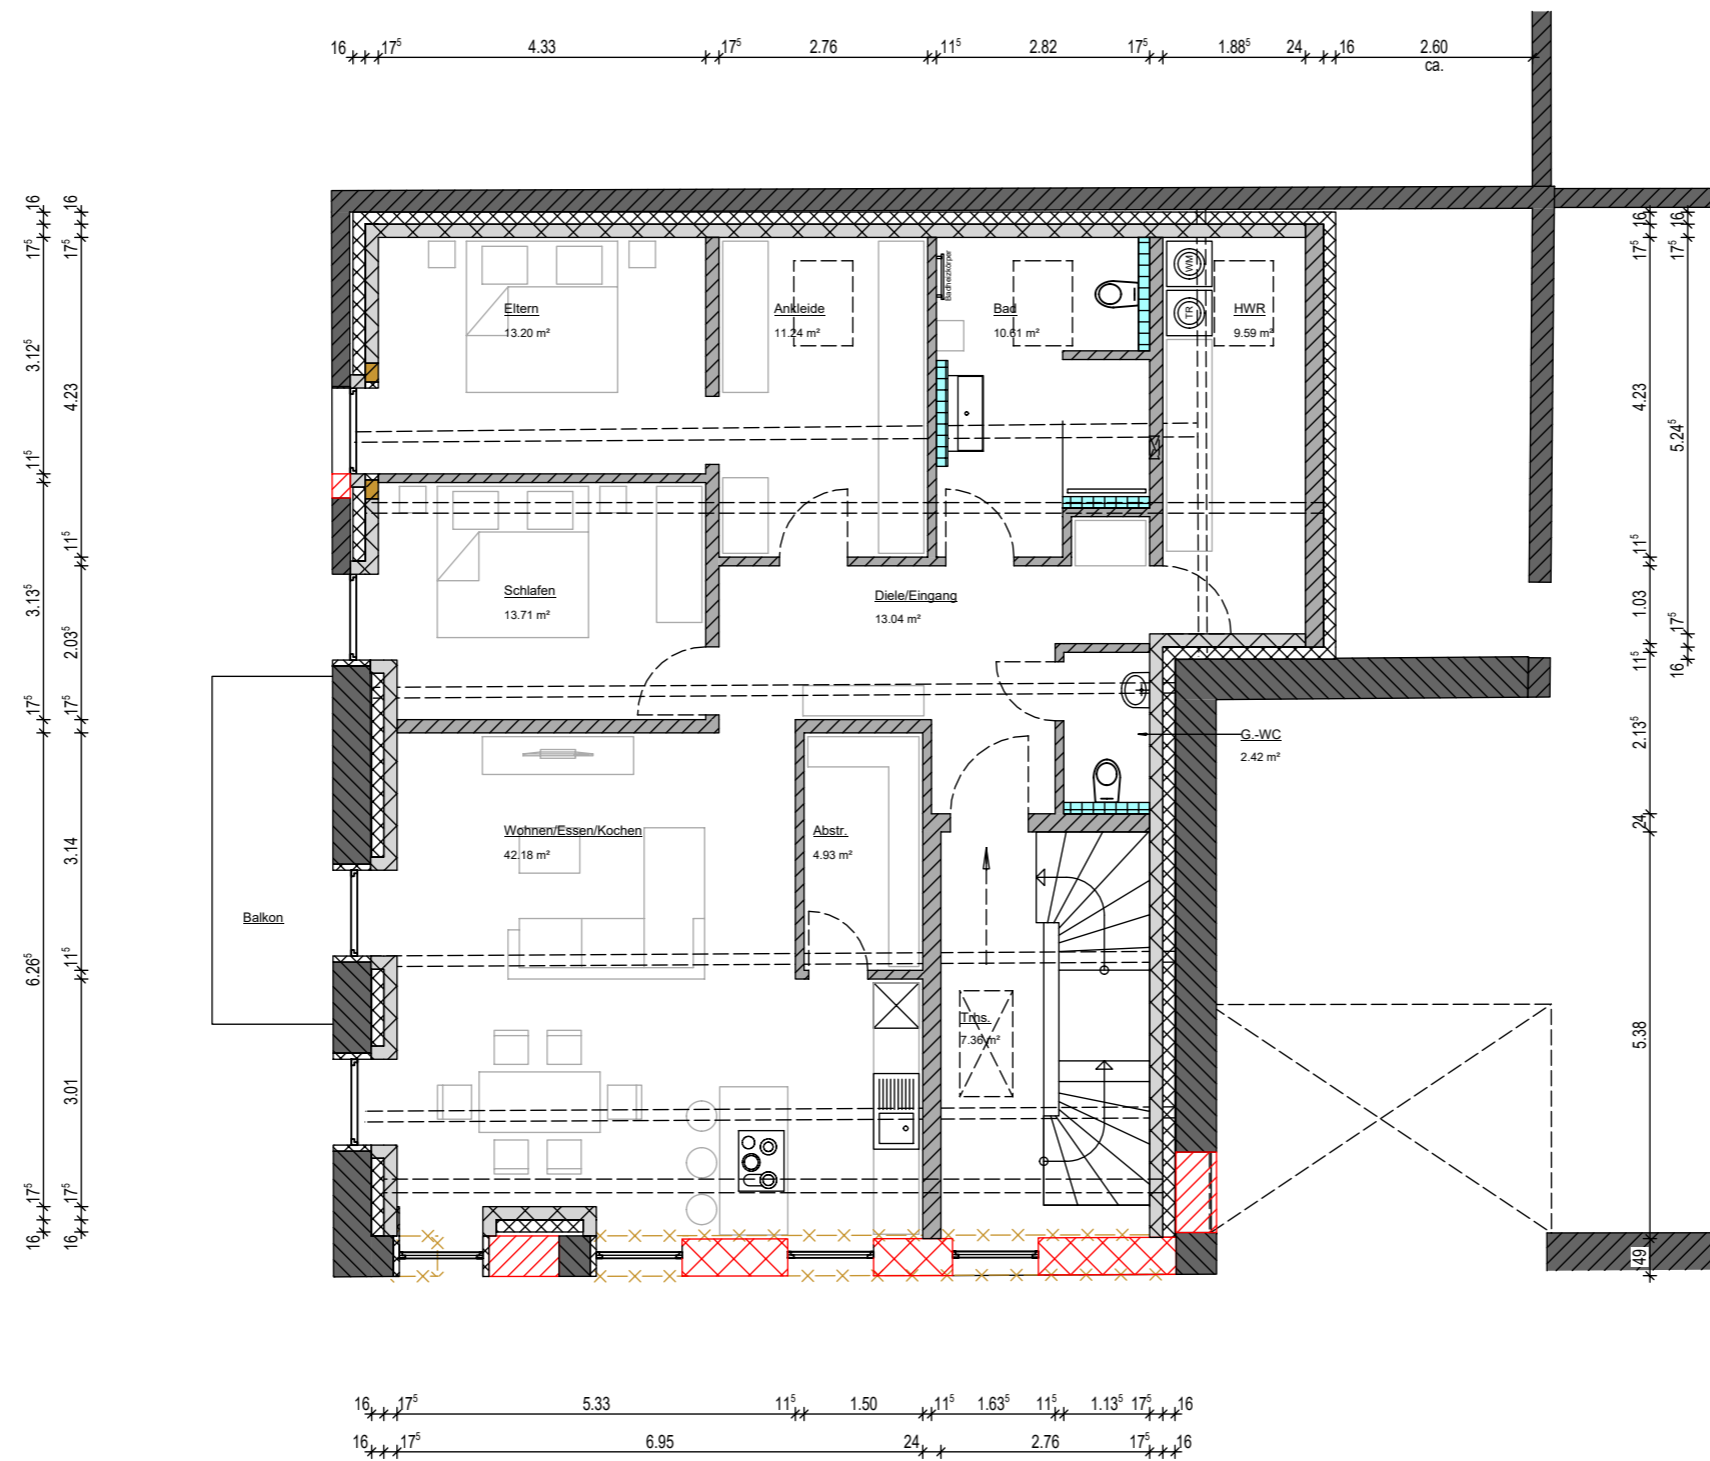 16 17⁵ 4.33 17⁵ 2.76 11⁵ 2.82 17⁵ 1.88⁵ 24 16 2.60
ca.
16 17⁵ 3.12⁵ 11⁵ 3.13⁵ 17⁵ 6.26⁵ 17⁵ 16
16 17⁵ 4.23 11⁵ 2.03⁵ 17⁵ 3.14 11⁵ 3.01 17⁵ 16
Eltern
13.20 m²
Ankleide
11.24 m²
Badheizkörper
Bad
10.61 m²
WM
TR
HWR
9.59 m²
Schlafen
13.71 m²
Diele/Eingang
13.04 m²
G.-WC
2.42 m²
Wohnen/Essen/Kochen
42.18 m²
Abstr.
4.93 m²
Balkon
Trhs.
7.36 m²
16 17⁵ 4.23 11⁵ 1.03 11⁵ 2.13⁵ 24 5.38 49
16 17⁵ 5.24⁵ 17⁵ 16
16 17⁵ 5.33 11⁵ 1.50 11⁵ 1.63⁵ 11⁵ 1.13⁵ 17⁵ 16
16 17⁵ 6.95 24 2.76 17⁵ 16